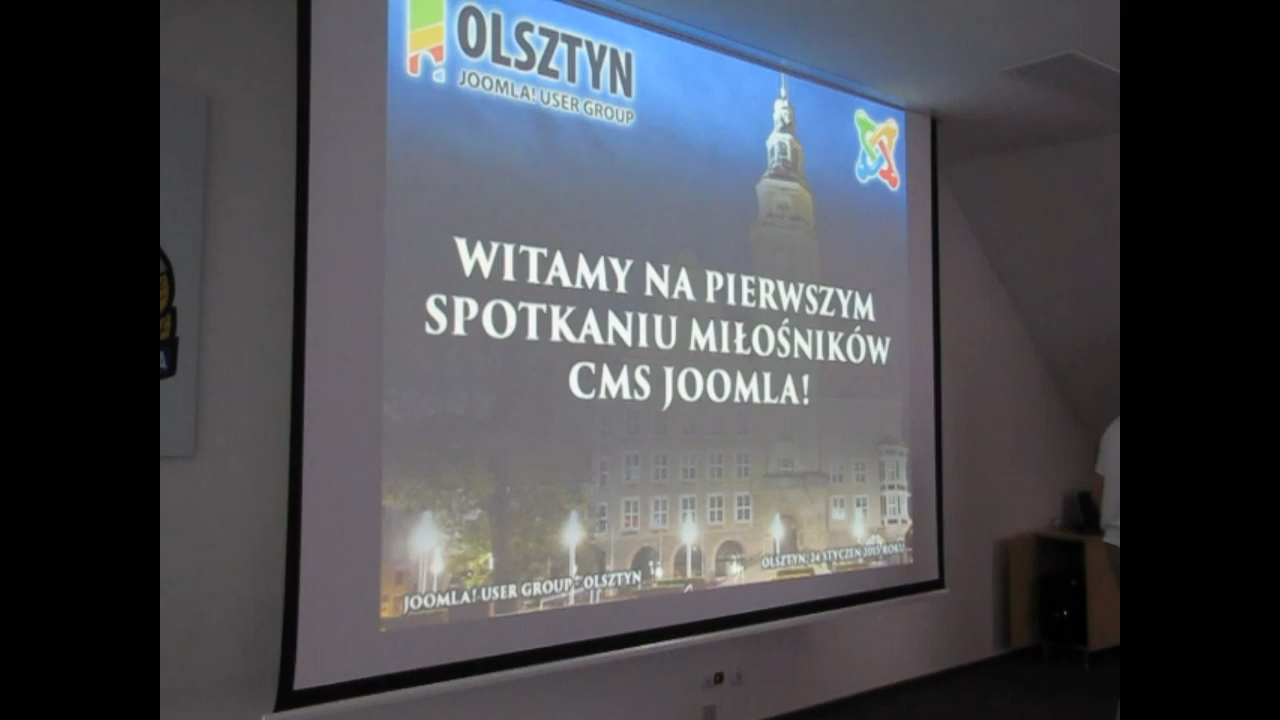 OLSZTYN
JOOMLA! USER GROUP
WITAMY NA PIERWSZYM
SPOTKANIU MIŁOŚNIKÓW
CMS JOOMLA!
OLSZTYN, 24 STYCZEŃ 2015 ROKU
JOOMLA! USER GROUP - OLSZTYN